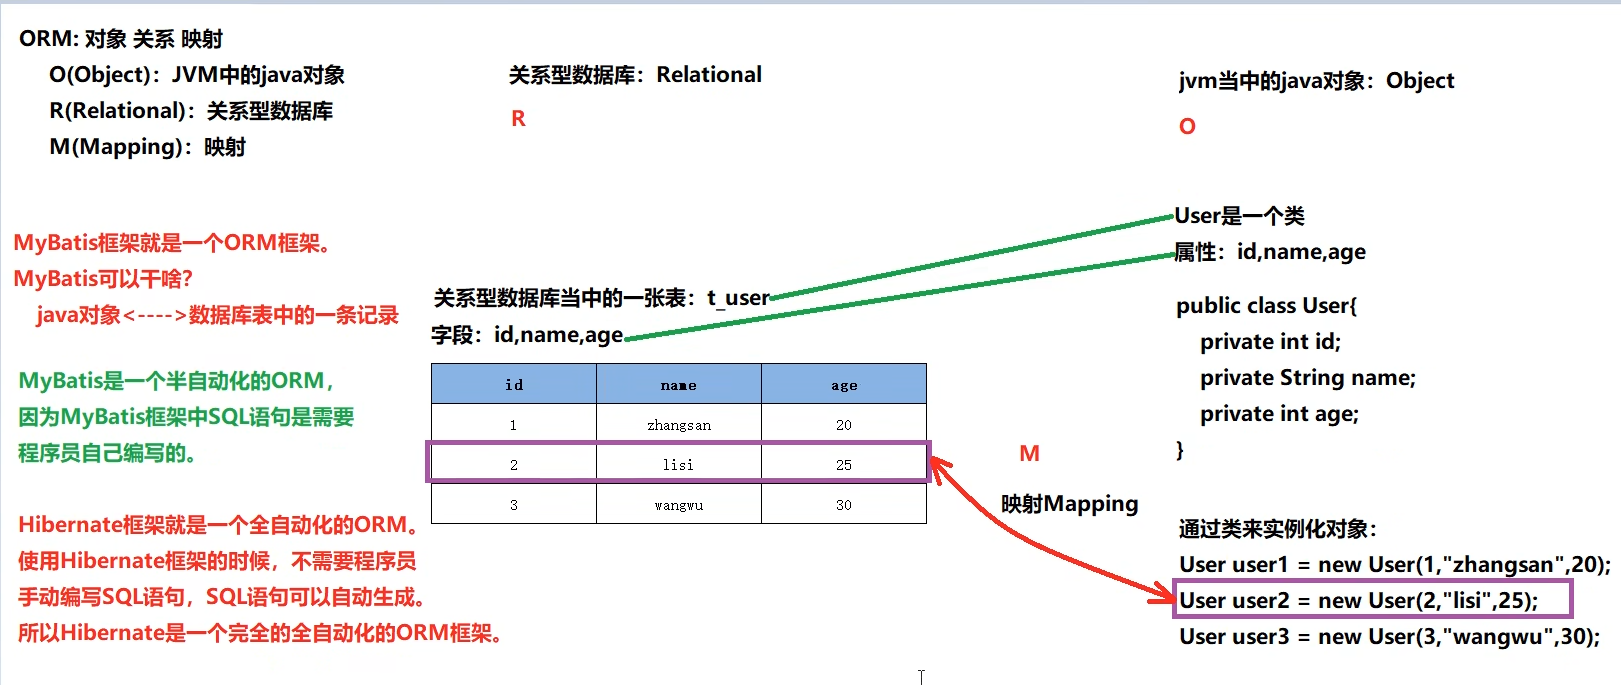 ORM: 对象 关系 映射
O(Object)：JVM中的java对象
R(Relational)：关系型数据库
M(Mapping)：映射
关系型数据库：Relational
R
jvm当中的java对象：Object
O
MyBatis框架就是一个ORM框架。
MyBatis可以干啥?
java对象<---->数据库表中的一条记录
MyBatis是一个半自动化的ORM，
因为MyBatis框架中SQL语句是需要
程序员自己编写的。
Hibernate框架就是一个全自动化的ORM。
使用Hibernate框架的时候，不需要程序员
手动编写SQL语句，SQL语句可以自动生成。
所以Hibernate是一个完全的全自动化的ORM框架。
关系型数据库当中的一张表：t_user
字段：id,name,age
id name age
1 zhangsan 20
2 lisi 25
3 wangwu 30
M
映射Mapping
User是一个类
属性：id,name,age
public class User{
private int id;
private String name;
private int age;
}
通过类来实例化对象：
User user1 = new User(1,"zhangsan",20);
User user2 = new User(2,"lisi",25);
User user3 = new User(3,"wangwu",30);